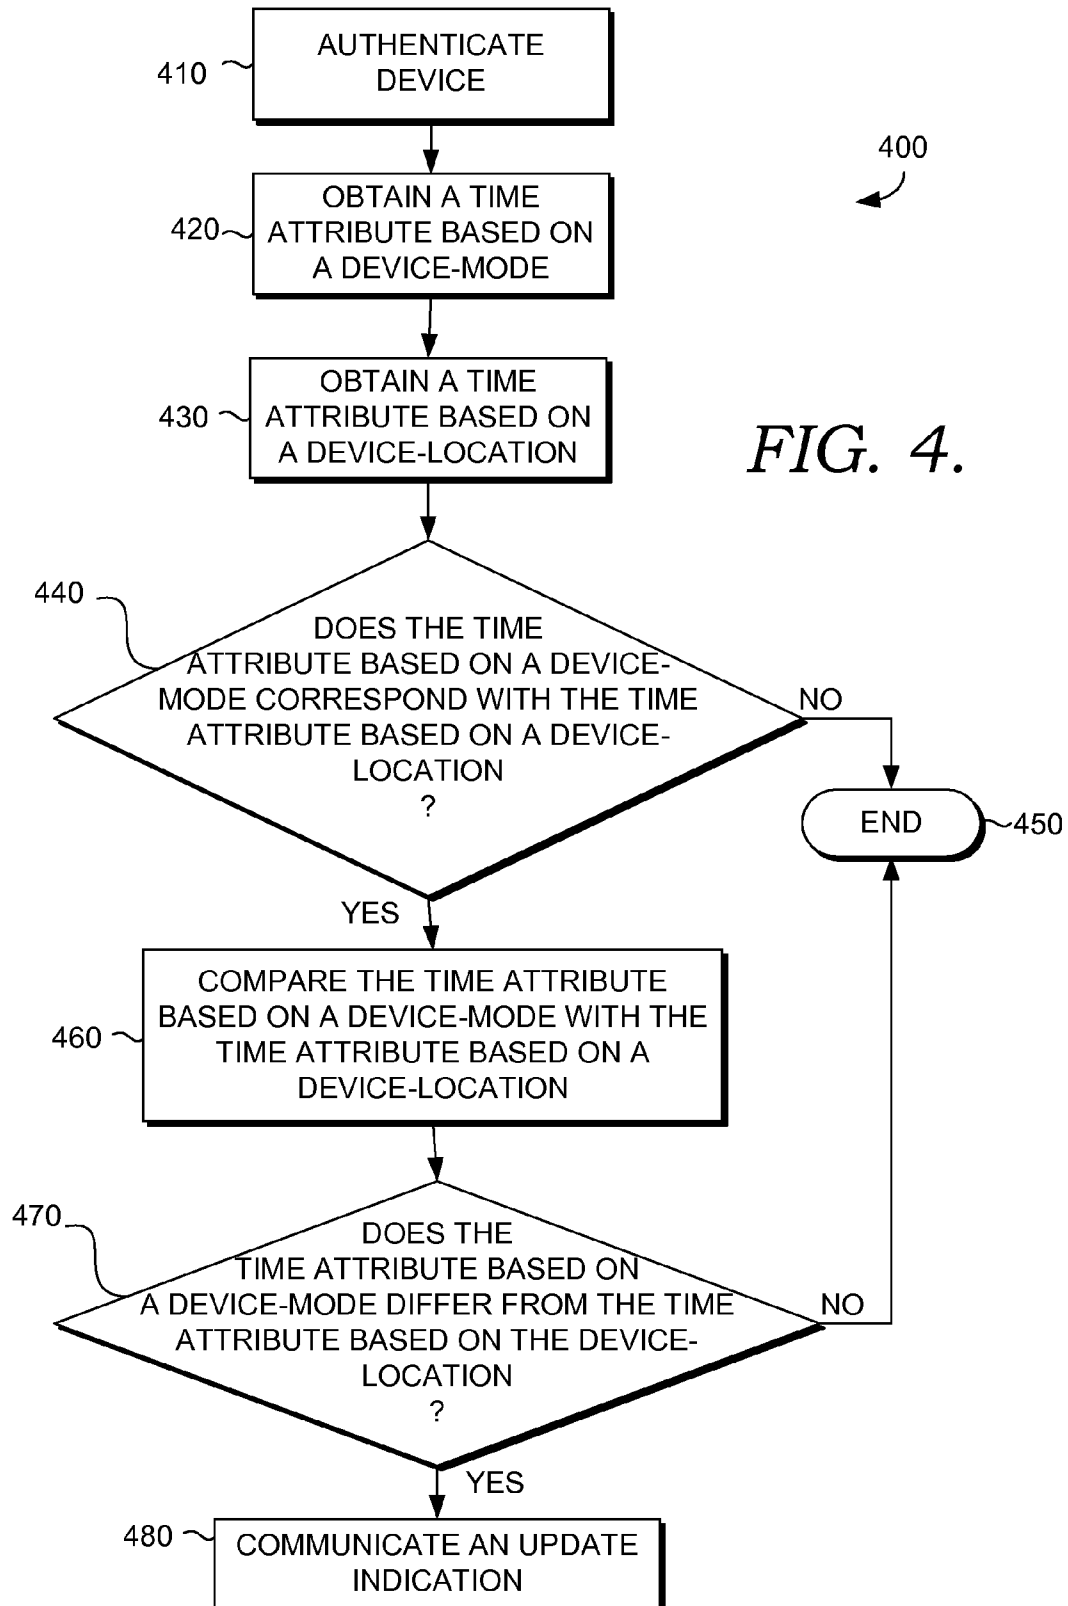 AUTHENTICATE
DEVICE
410
400
OBTAIN A TIME
ATTRIBUTE BASED ON
A DEVICE-MODE
420
OBTAIN A TIME
ATTRIBUTE BASED ON
A DEVICE-LOCATION
430
FIG. 4.
440
DOES THE TIME
ATTRIBUTE BASED ON A DEVICE-
MODE CORRESPOND WITH THE TIME
ATTRIBUTE BASED ON A DEVICE-
LOCATION
?
NO
END
450
YES
COMPARE THE TIME ATTRIBUTE
BASED ON A DEVICE-MODE WITH THE
TIME ATTRIBUTE BASED ON A
DEVICE-LOCATION
460
470
DOES THE
TIME ATTRIBUTE BASED ON
A DEVICE-MODE DIFFER FROM THE TIME
ATTRIBUTE BASED ON THE DEVICE-
LOCATION
?
NO
YES
480
COMMUNICATE AN UPDATE
INDICATION